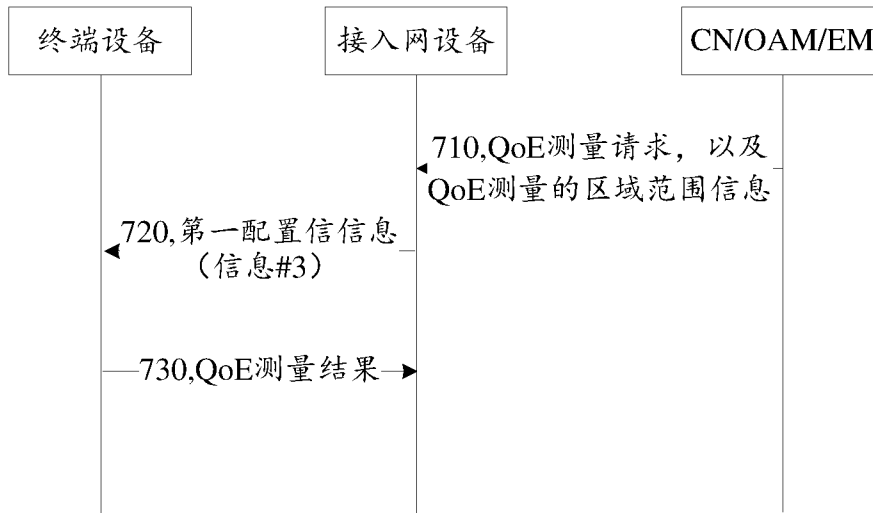 终端设备
接入网设备
CN/OAM/EM
710,QoE测量请求，以及
QoE测量的区域范围信息
720,第一配置信信息
（信息#3）
730,QoE测量结果